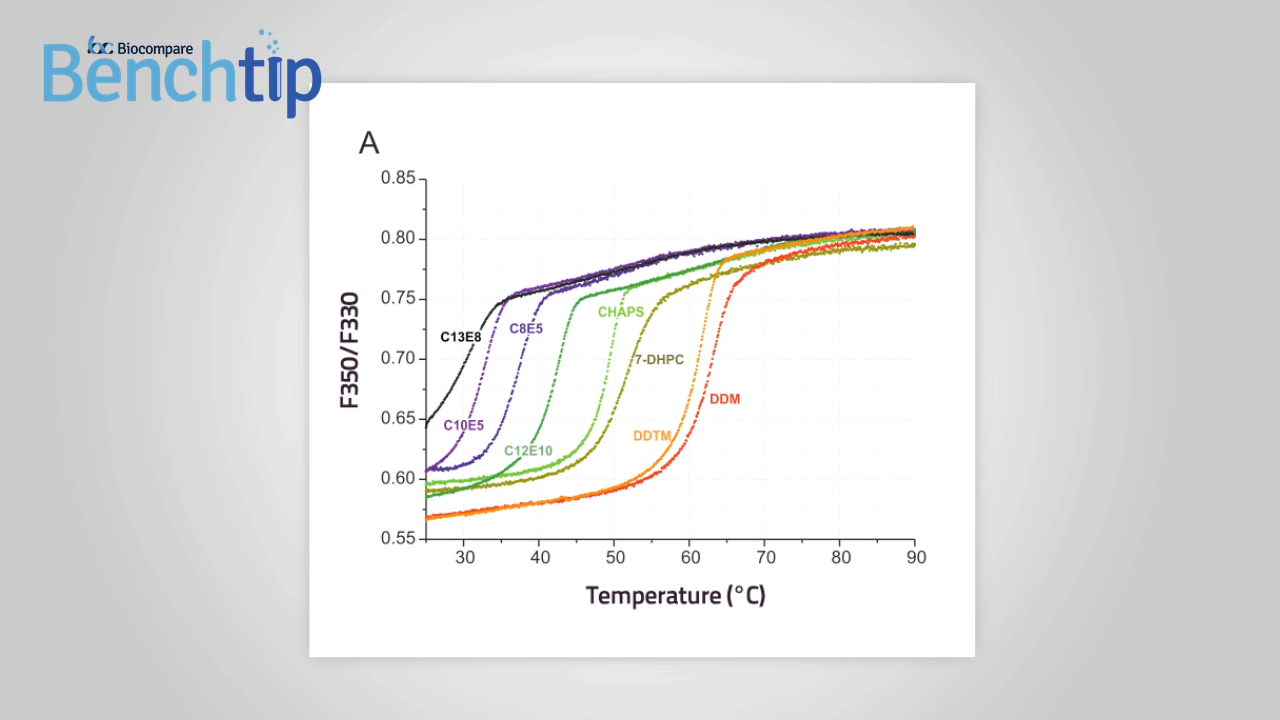 bc Biocompare
Benchtip
A
0.85
0.80
0.75
0.70
0.65
0.60
0.55
F350/F330
C13E8
C10E5
C8E5
C12E10
CHAPS
7-DHPC
DDTM
DDM
30 40 50 60 70 80 90
Temperature (°C)